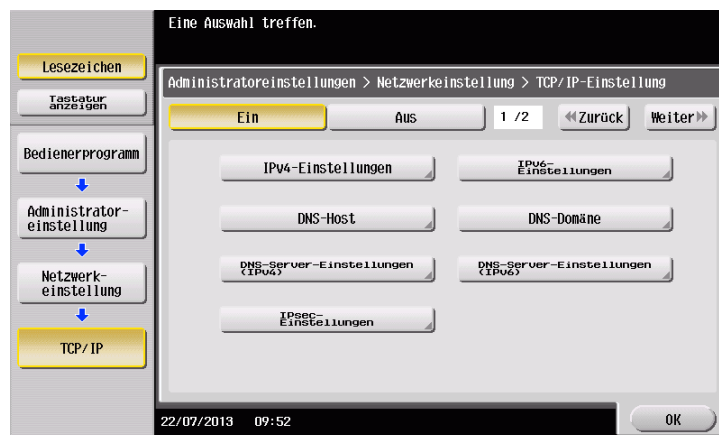 Eine Auswahl treffen.
Lesezeichen
Tastatur
anzeigen
Administratoreinstellungen > Netzwerkeinstellung > TCP/IP-Einstellung
Ein
Aus
1 /2
Zurück
Weiter
Bedienerprogramm
Administrator-
einstellung
Netzwerk-
einstellung
TCP/IP
IPv4-Einstellungen
IPv6-
Einstellungen
DNS-Host
DNS-Domäne
DNS-Server-Einstellungen
(IPv4)
DNS-Server-Einstellungen
(IPv6)
IPsec-
Einstellungen
22/07/2013 09:52
OK